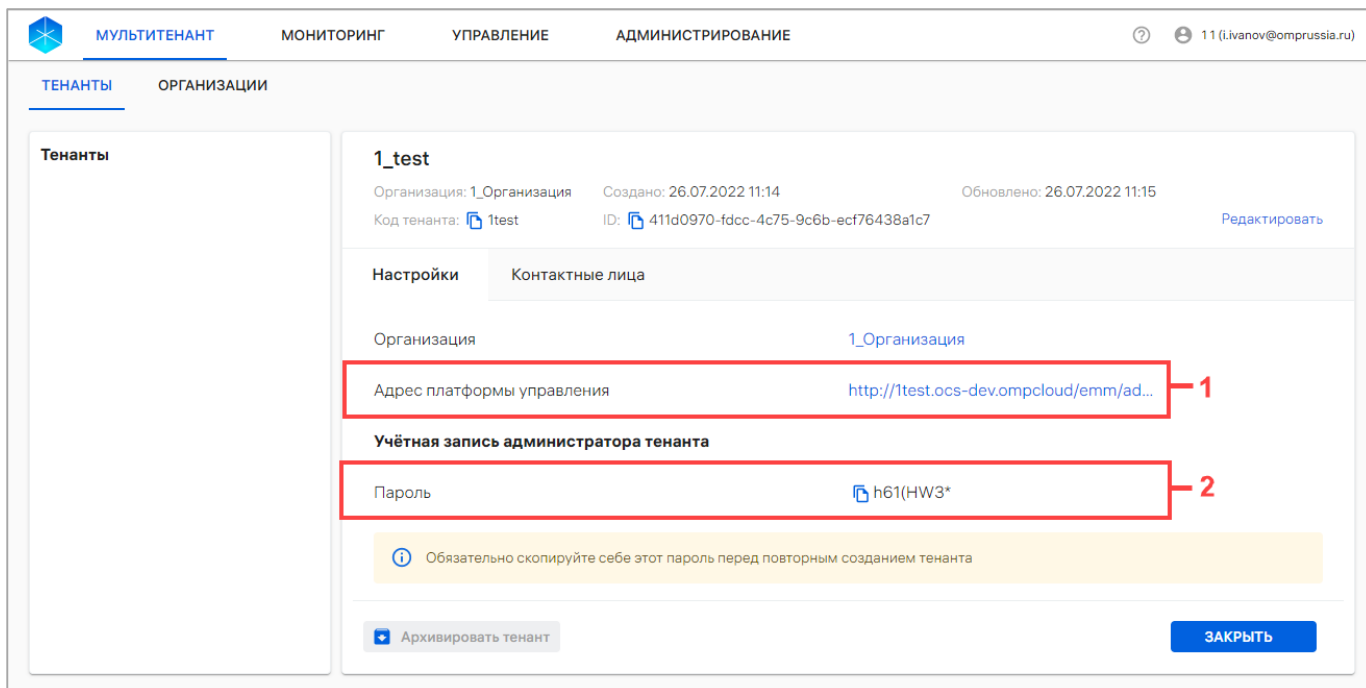 МУЛЬТИТЕНАНТ МОНИТОРИНГ УПРАВЛЕНИЕ АДМИНИСТРИРОВАНИЕ 11 (i.ivanov@omprussia.ru)
ТЕНАНТЫ ОРГАНИЗАЦИИ
Тенанты
1_test
Организация: 1_Организация Создано: 26.07.2022 11:14 Обновлено: 26.07.2022 11:15
Код тенанта: 1test ID: 411d0970-fdcc-4c75-9c6b-ecf76438a1c7 Редактировать
Настройки Контактные лица
Организация 1_Организация
Адрес платформы управления http://1test.ocs-dev.ompcloud/emm/ad... 1
Учётная запись администратора тенанта
Пароль h61(HW3* 2
Обязательно скопируйте себе этот пароль перед повторным созданием тенанта
Архивировать тенант ЗАКРЫТЬ